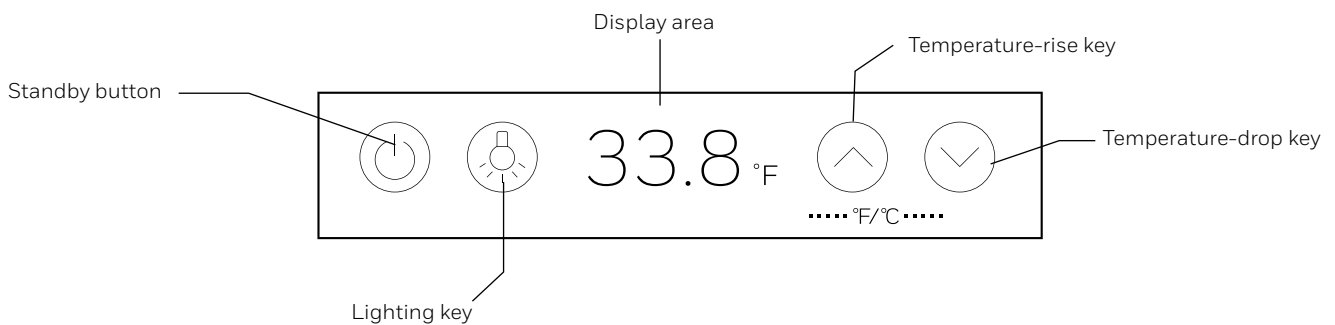 Display area
Temperature-rise key
Standby button
Temperature-drop key
33.8 °F
°F/°C
Lighting key